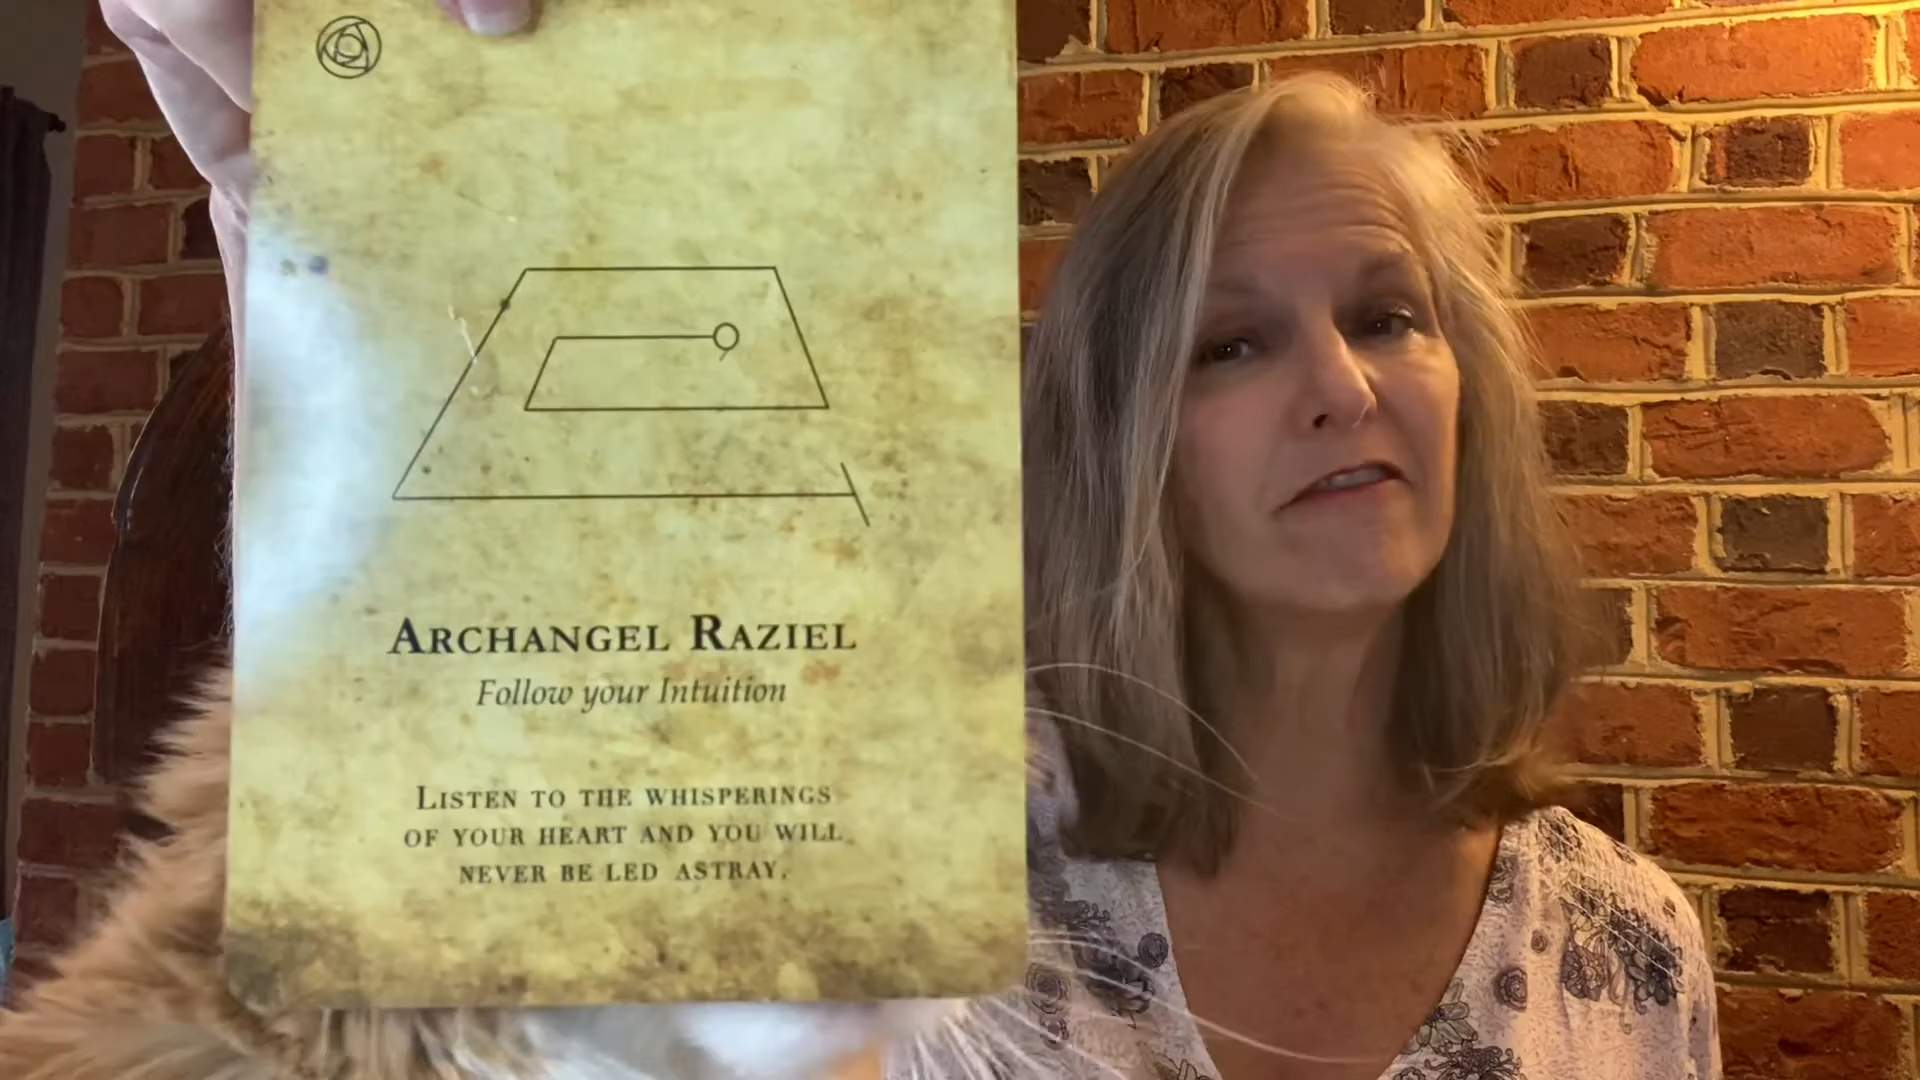 ARCHANGEL RAZIEL
Follow your Intuition
LISTEN TO THE WHISPERINGS
OF YOUR HEART AND YOU WILL
NEVER BE LED ASTRAY.